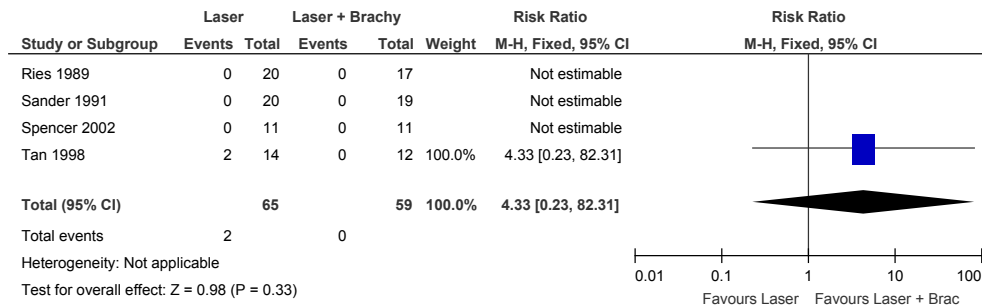 Laser Laser + Brachy Risk Ratio Risk Ratio
Study or Subgroup Events Total Events Total Weight M-H, Fixed, 95% CI M-H, Fixed, 95% CI
Ries 1989 0 20 0 17 Not estimable
Sander 1991 0 20 0 19 Not estimable
Spencer 2002 0 11 0 11 Not estimable
Tan 1998 2 14 0 12 100.0% 4.33 [0.23, 82.31]
Total (95% CI) 65 59 100.0% 4.33 [0.23, 82.31]
Total events 2 0
Heterogeneity: Not applicable
Test for overall effect: Z = 0.98 (P = 0.33)
0.01 0.1 1 10 100
Favours Laser Favours Laser + Brac